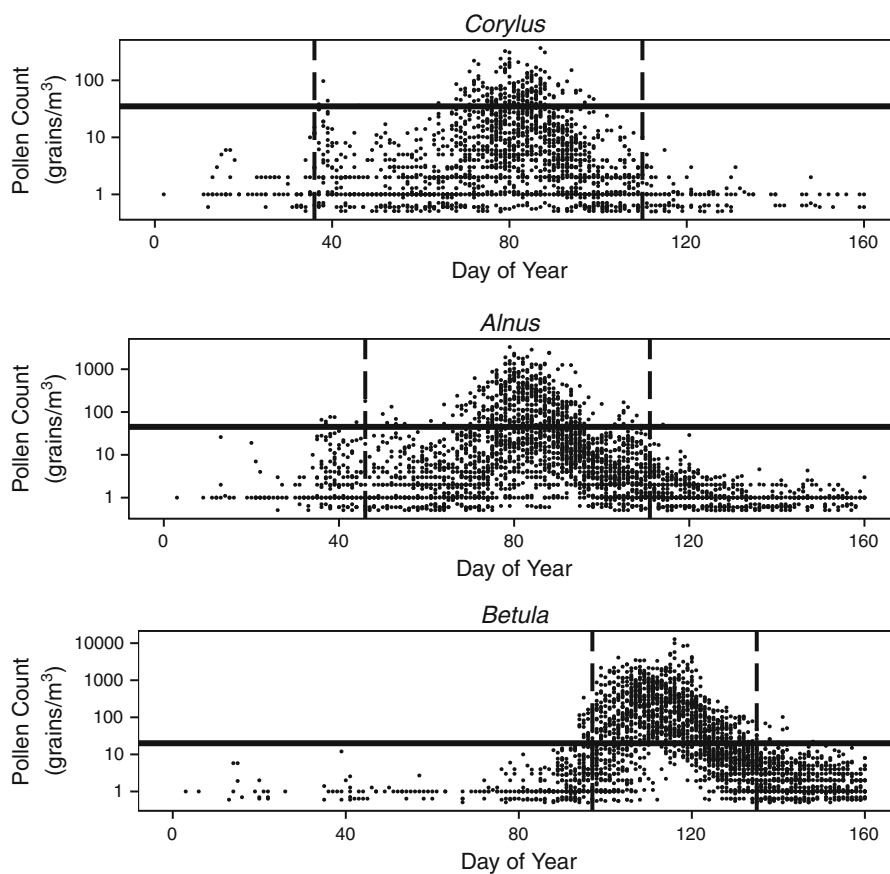 Corylus
Pollen Count
(grains/m³)
100
10
1
0 40 80 120 160
Day of Year
Alnus
Pollen Count
(grains/m³)
1000
100
10
1
0 40 80 120 160
Day of Year
Betula
Pollen Count
(grains/m³)
10000
1000
100
10
1
0 40 80 120 160
Day of Year